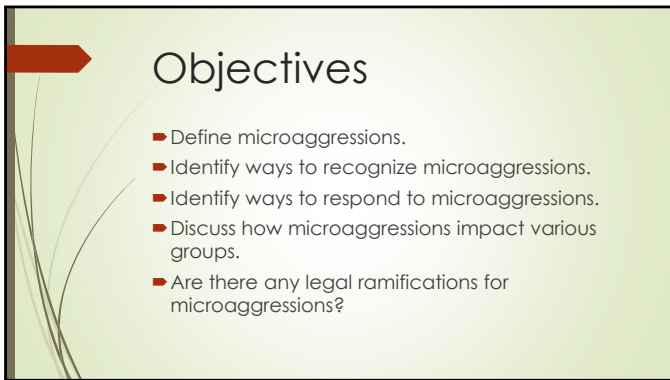 Objectives
Define microaggressions.
Identify ways to recognize microaggressions.
Identify ways to respond to microaggressions.
Discuss how microaggressions impact various
groups.
Are there any legal ramifications for
microaggressions?